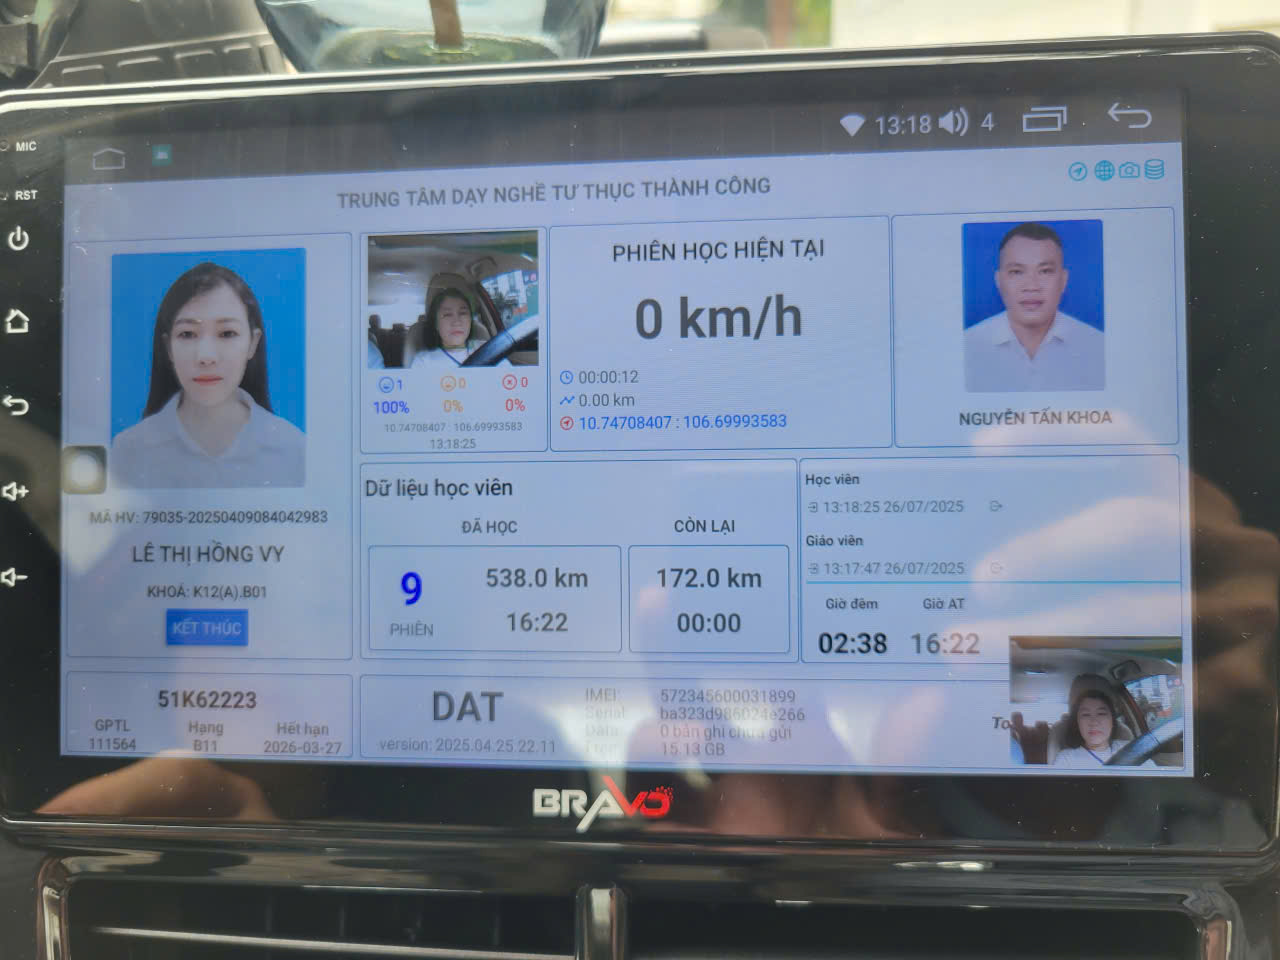 MIC
RST
13:18 4
TRUNG TÂM DẠY NGHỀ TƯ THỤC THÀNH CÔNG
MÃ HV: 79035-20250409084042983
LÊ THỊ HỒNG VY
KHOÁ: K12(A).B01
KẾT THÚC
1 0 0
100% 0% 0%
10.74708407 : 106.69993583
13:18:25
PHIÊN HỌC HIỆN TẠI
0 km/h
00:00:12
0.00 km
10.74708407 : 106.69993583
NGUYỄN TẤN KHOA
Dữ liệu học viên
ĐÃ HỌC
9
PHIÊN
538.0 km
16:22
CÒN LẠI
172.0 km
00:00
Học viên
13:18:25 26/07/2025
Giáo viên
13:17:47 26/07/2025
Giờ đêm Giờ AT
02:38 16:22
51K62223
GPTL Hạng Hết hạn
111564 B11 2026-03-27
DAT
version: 2025.04.25.22.11
IMEI: 572345600031899
Serial: ba323d986024e266
Data: 0 bản ghi chưa gửi
15.13 GB
BRAVO